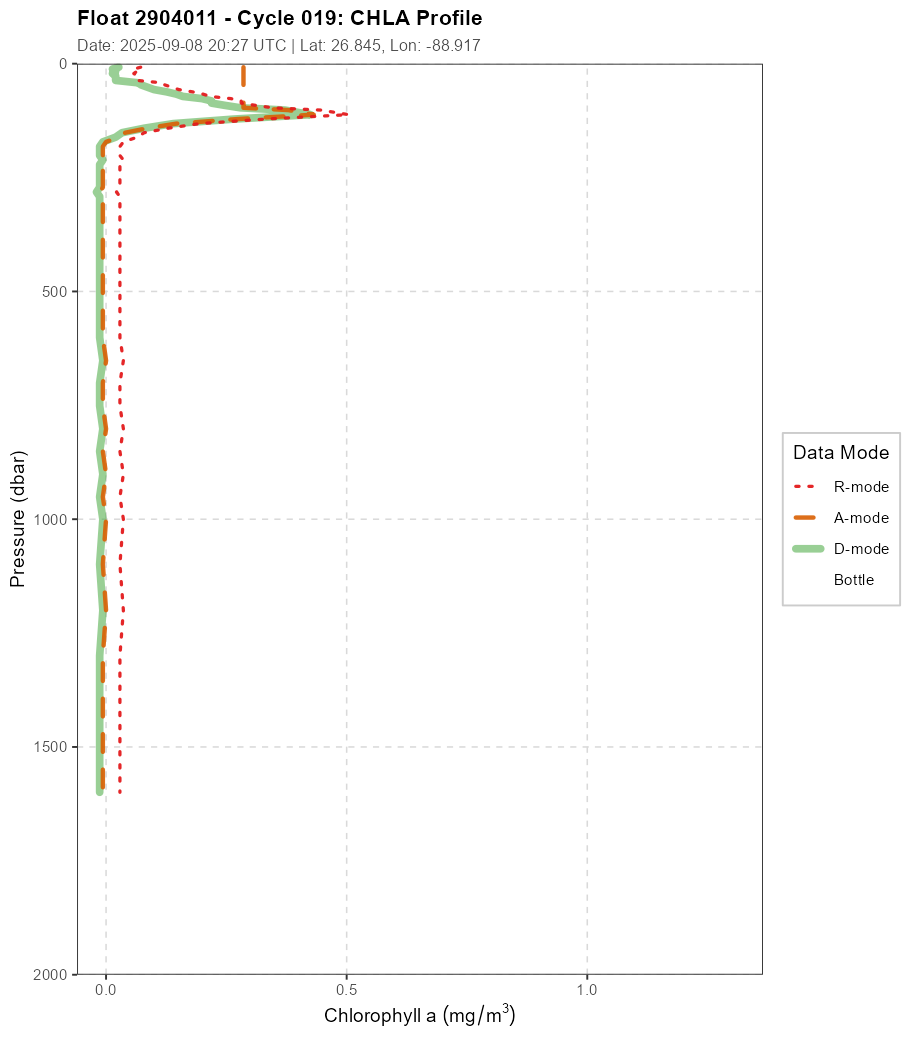 Float 2904011 - Cycle 019: CHLA Profile
Date: 2025-09-08 20:27 UTC | Lat: 26.845, Lon: -88.917
0
500
1000
1500
2000
Pressure (dbar)
0.0 0.5 1.0
Chlorophyll a (mg/m³)
Data Mode
R-mode
A-mode
D-mode
Bottle